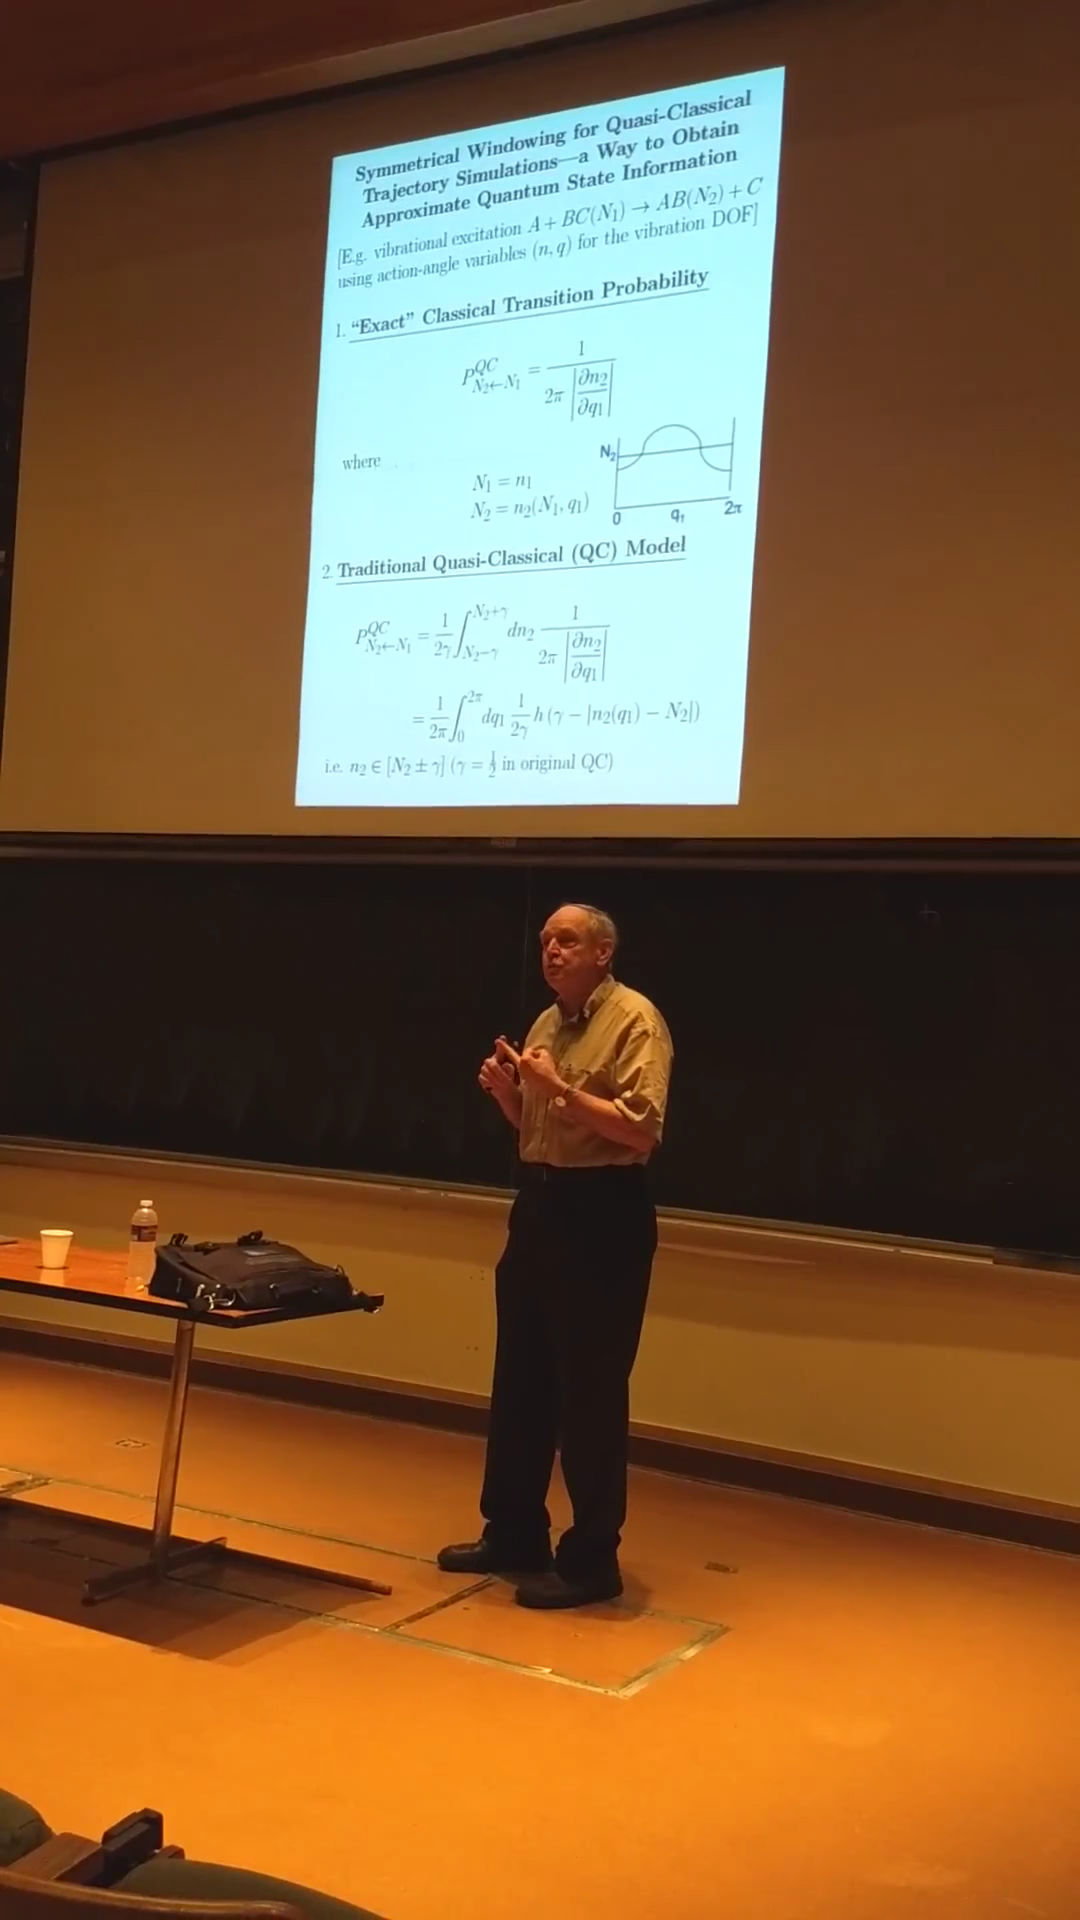 Symmetrical Windowing for Quasi-Classical
Trajectory Simulations—a Way to Obtain
Approximate Quantum State Information
[E.g. vibrational excitation A + BC(N₁) → AB(N₂) + C
using action-angle variables (n, q) for the vibration DOF]
1. “Exact” Classical Transition Probability
P^{QC}_{N₂←N₁} = 1 / (2π |∂n₂/∂q₁|)
where
N₁ = n₁
N₂ = n₂(N₁, q₁)
N₂
0 q₁ 2π
2. Traditional Quasi-Classical (QC) Model
P^{QC}_{N₂←N₁} = 1/2γ ∫_{N₂−γ}^{N₂+γ} dn₂ 1 / (2π |∂n₂/∂q₁|)
= 1/2π ∫_0^{2π} dq₁ 1/2γ h (γ − |n₂(q₁) − N₂|)
i.e. n₂ ∈ [N₂ ± γ] (γ = ½ in original QC)